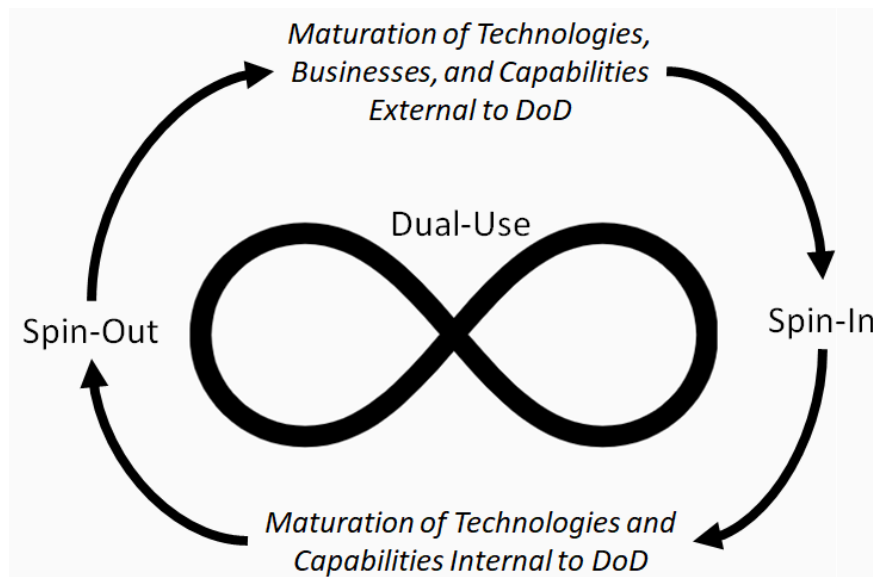 Maturation of Technologies,
Businesses, and Capabilities
External to DoD
Dual-Use
Spin-Out
Spin-In
Maturation of Technologies and
Capabilities Internal to DoD